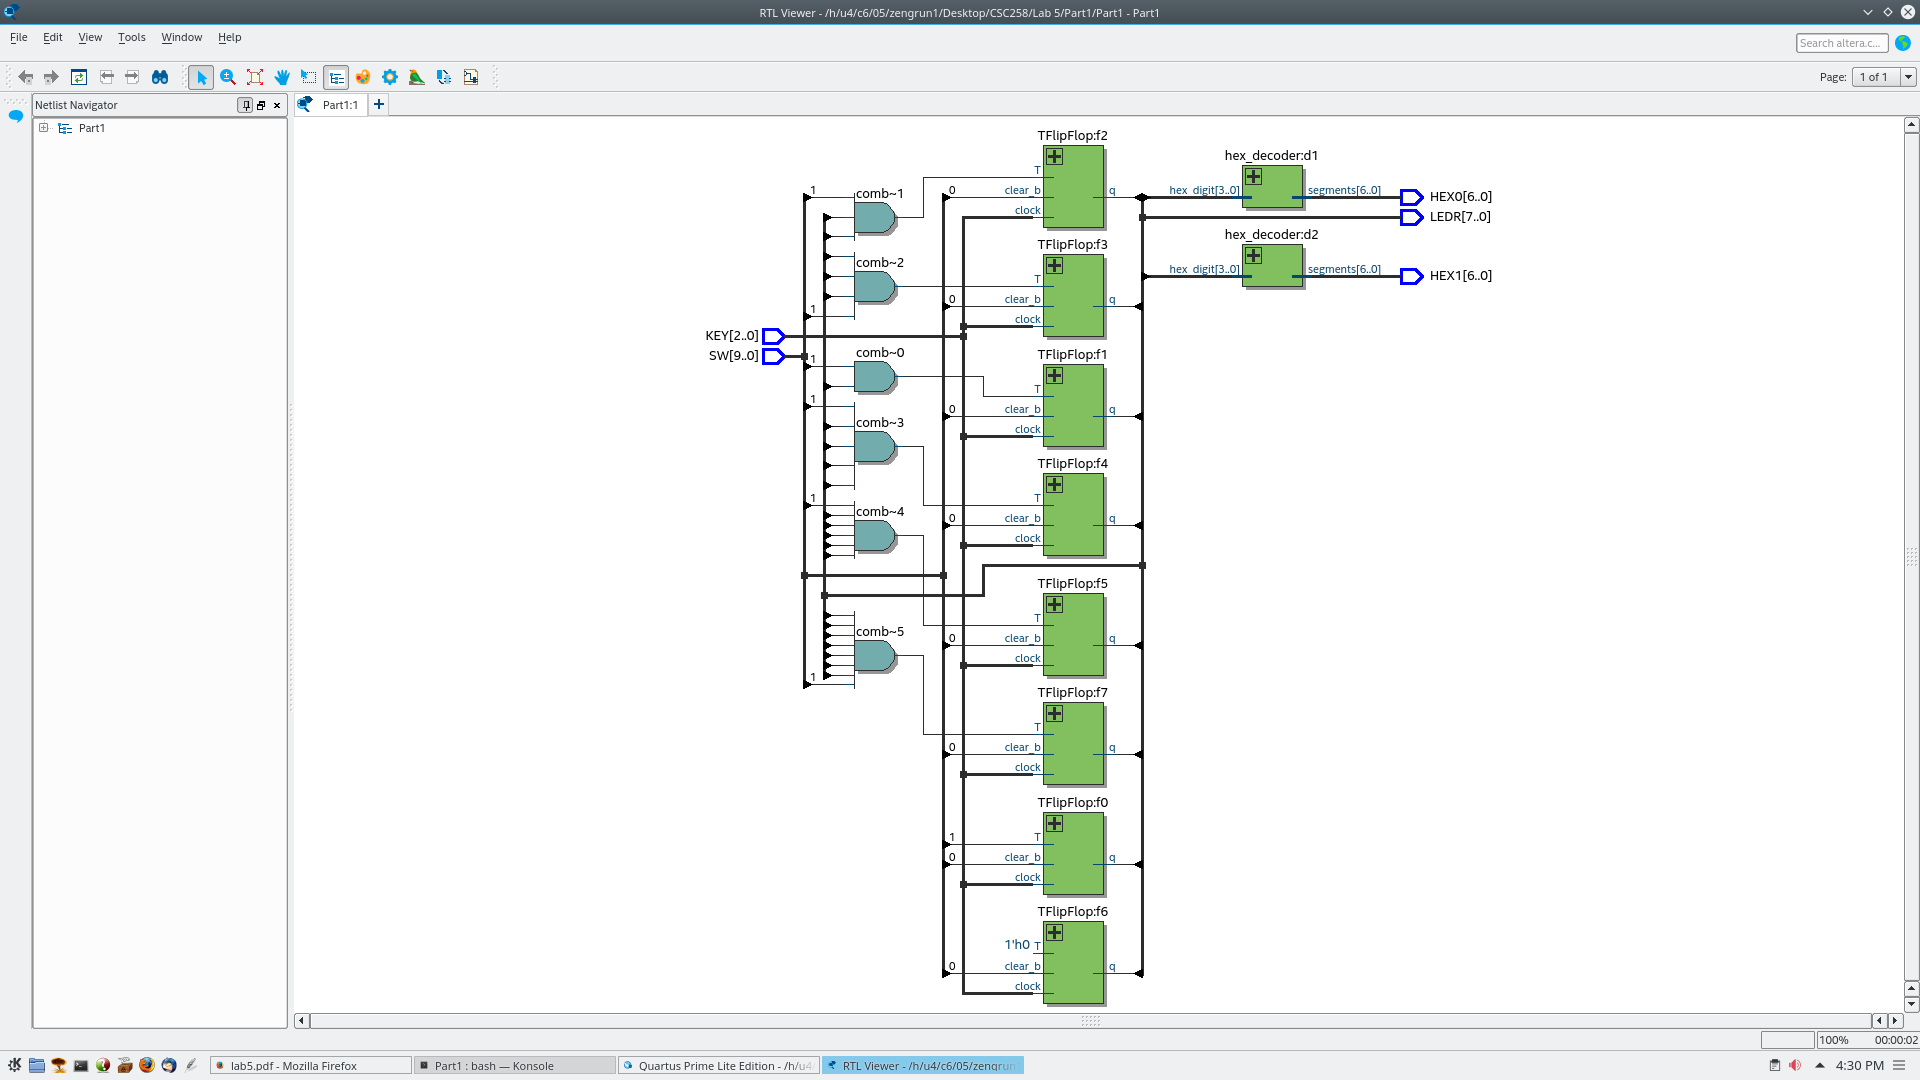 RTL Viewer - /h/u4/c6/05/zengrun1/Desktop/CSC258/Lab 5/Part1/Part1 - Part1
File Edit View Tools Window Help
Search altera.c...
Page: 1 of 1
Netlist Navigator
Part1:1
Part1
TFlipFlop:f2
T
clear_b
clock
q
0
hex_decoder:d1
hex_digit[3..0]
segments[6..0]
HEX0[6..0]
LEDR[7..0]
hex_decoder:d2
hex_digit[3..0]
segments[6..0]
HEX1[6..0]
1
comb~1
comb~2
1
TFlipFlop:f3
T
0
clear_b
clock
q
KEY[2..0]
SW[9..0]
1
comb~0
TFlipFlop:f1
T
0
clear_b
clock
q
1
comb~3
TFlipFlop:f4
T
0
clear_b
clock
q
1
comb~4
TFlipFlop:f5
T
0
clear_b
clock
q
comb~5
1
TFlipFlop:f7
T
0
clear_b
clock
q
TFlipFlop:f0
1
T
0
clear_b
clock
q
TFlipFlop:f6
1'h0
T
0
clear_b
clock
q
100%
00:00:02
lab5.pdf - Mozilla Firefox
Part1 : bash — Konsole
Quartus Prime Lite Edition - /h/u4
RTL Viewer - /h/u4/c6/05/zengrun
4:30 PM